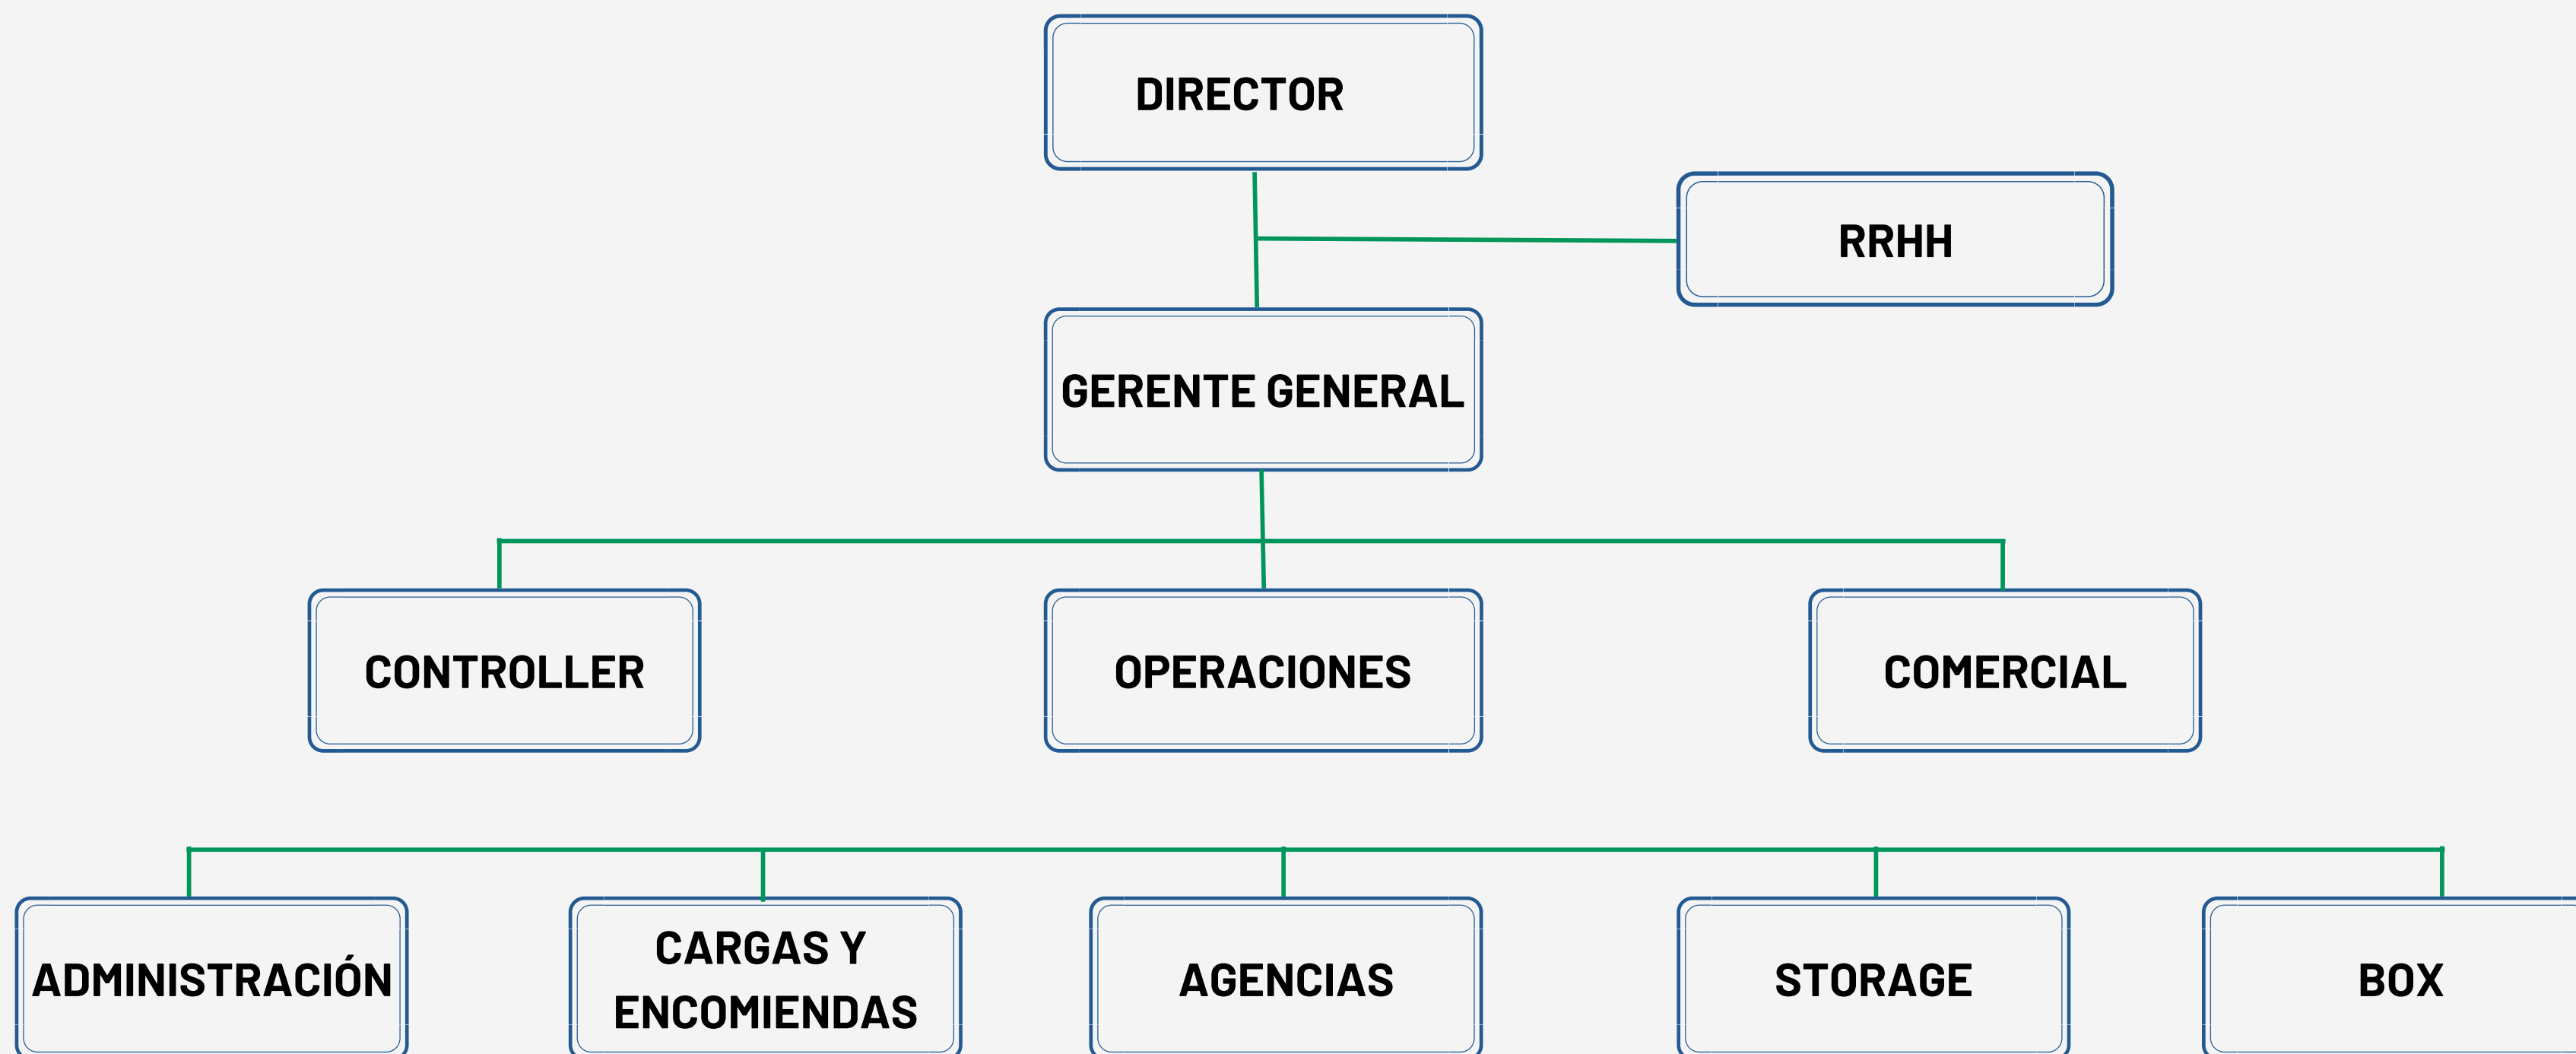 DIRECTOR
RRHH
GERENTE GENERAL
CONTROLLER
OPERACIONES
COMERCIAL
ADMINISTRACIÓN
CARGAS Y
ENCOMIENDAS
AGENCIAS
STORAGE
BOX